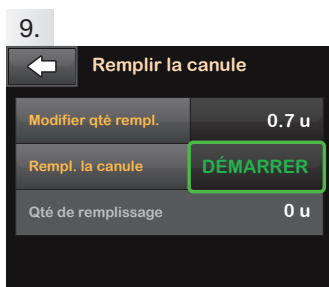 9.
Remplir la canule
Modifier qté rempl. 0.7 u
Rempl. la canule DÉMARRER
Qté de remplissage 0 u